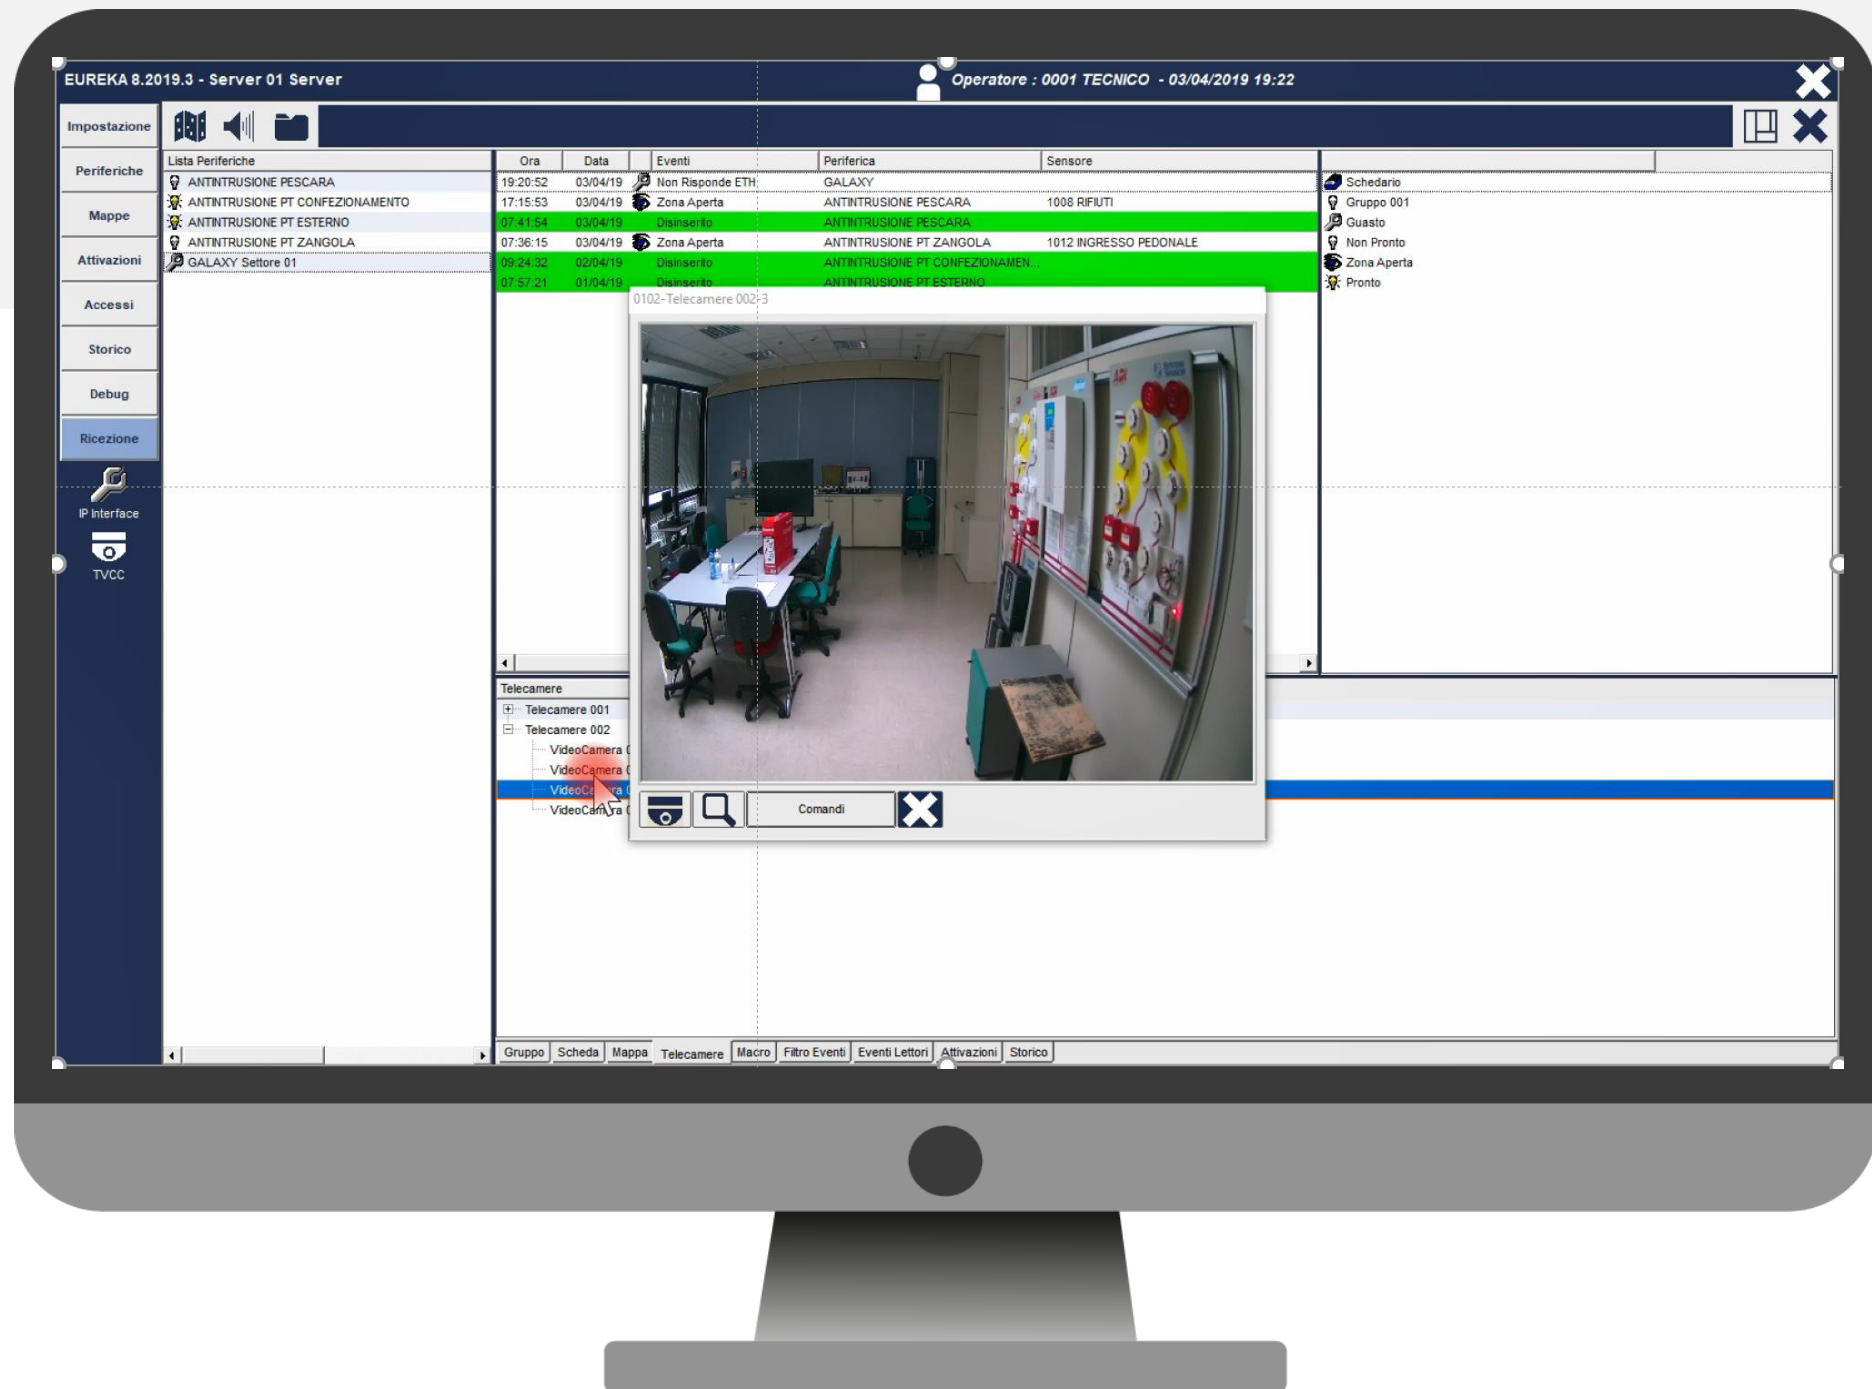 EUREKA 8.2019.3 - Server 01 Server
Operatore : 0001 TECNICO - 03/04/2019 19:22
Impostazione
Periferiche
Mappe
Attivazioni
Accessi
Storico
Debug
Ricezione
IP Interface
TVCC
Lista Periferiche
ANTINTRUSIONE PESCARA
ANTINTRUSIONE PT CONFEZIONAMENTO
ANTINTRUSIONE PT ESTERNO
ANTINTRUSIONE PT ZANGOLA
GALAXY Settore 01
Ora Data Eventi Periferica Sensore
19:20:52 03/04/19 Non Risponde ETH GALAXY
17:15:53 03/04/19 Zona Aperta ANTINTRUSIONE PESCARA 1008 RIFIUTI
07:41:54 03/04/19 Disinserito ANTINTRUSIONE PESCARA
07:36:15 03/04/19 Zona Aperta ANTINTRUSIONE PT ZANGOLA 1012 INGRESSO PEDONALE
09:24:32 02/04/19 Disinserito ANTINTRUSIONE PT CONFEZIONAMEN...
07:57:21 01/04/19 Disinserito ANTINTRUSIONE PT ESTERNO
Schedario
Gruppo 001
Guasto
Non Pronto
Zona Aperta
Pronto
0102-Telecamere 002-3
ADI
Comandi
Telecamere
Telecamere 001
Telecamere 002
VideoCamera
VideoCamera
VideoCamera
VideoCamera
Gruppo Scheda Mappa Telecamere Macro Filtro Eventi Eventi Lettori Attivazioni Storico